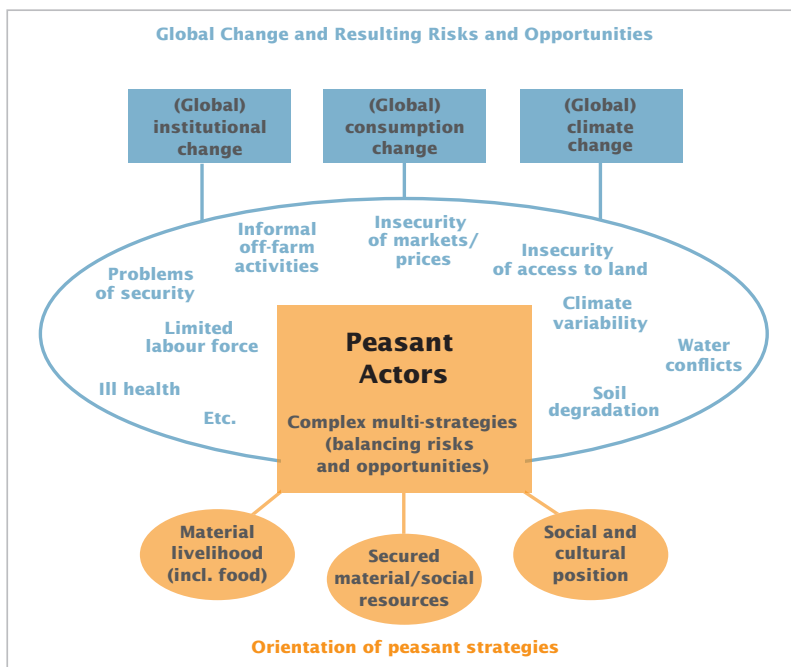 Global Change and Resulting Risks and Opportunities
(Global)
institutional
change
(Global)
consumption
change
(Global)
climate
change
Informal
off-farm
activities
Insecurity
of markets/
prices
Insecurity
of access to land
Problems
of security
Climate
variability
Limited
labour force
Water
conflicts
Ill health
Etc.
Soil
degradation
Peasant
Actors
Complex multi-strategies
(balancing risks
and opportunities)
Material
livelihood
(incl. food)
Secured
material/social
resources
Social and
cultural
position
Orientation of peasant strategies